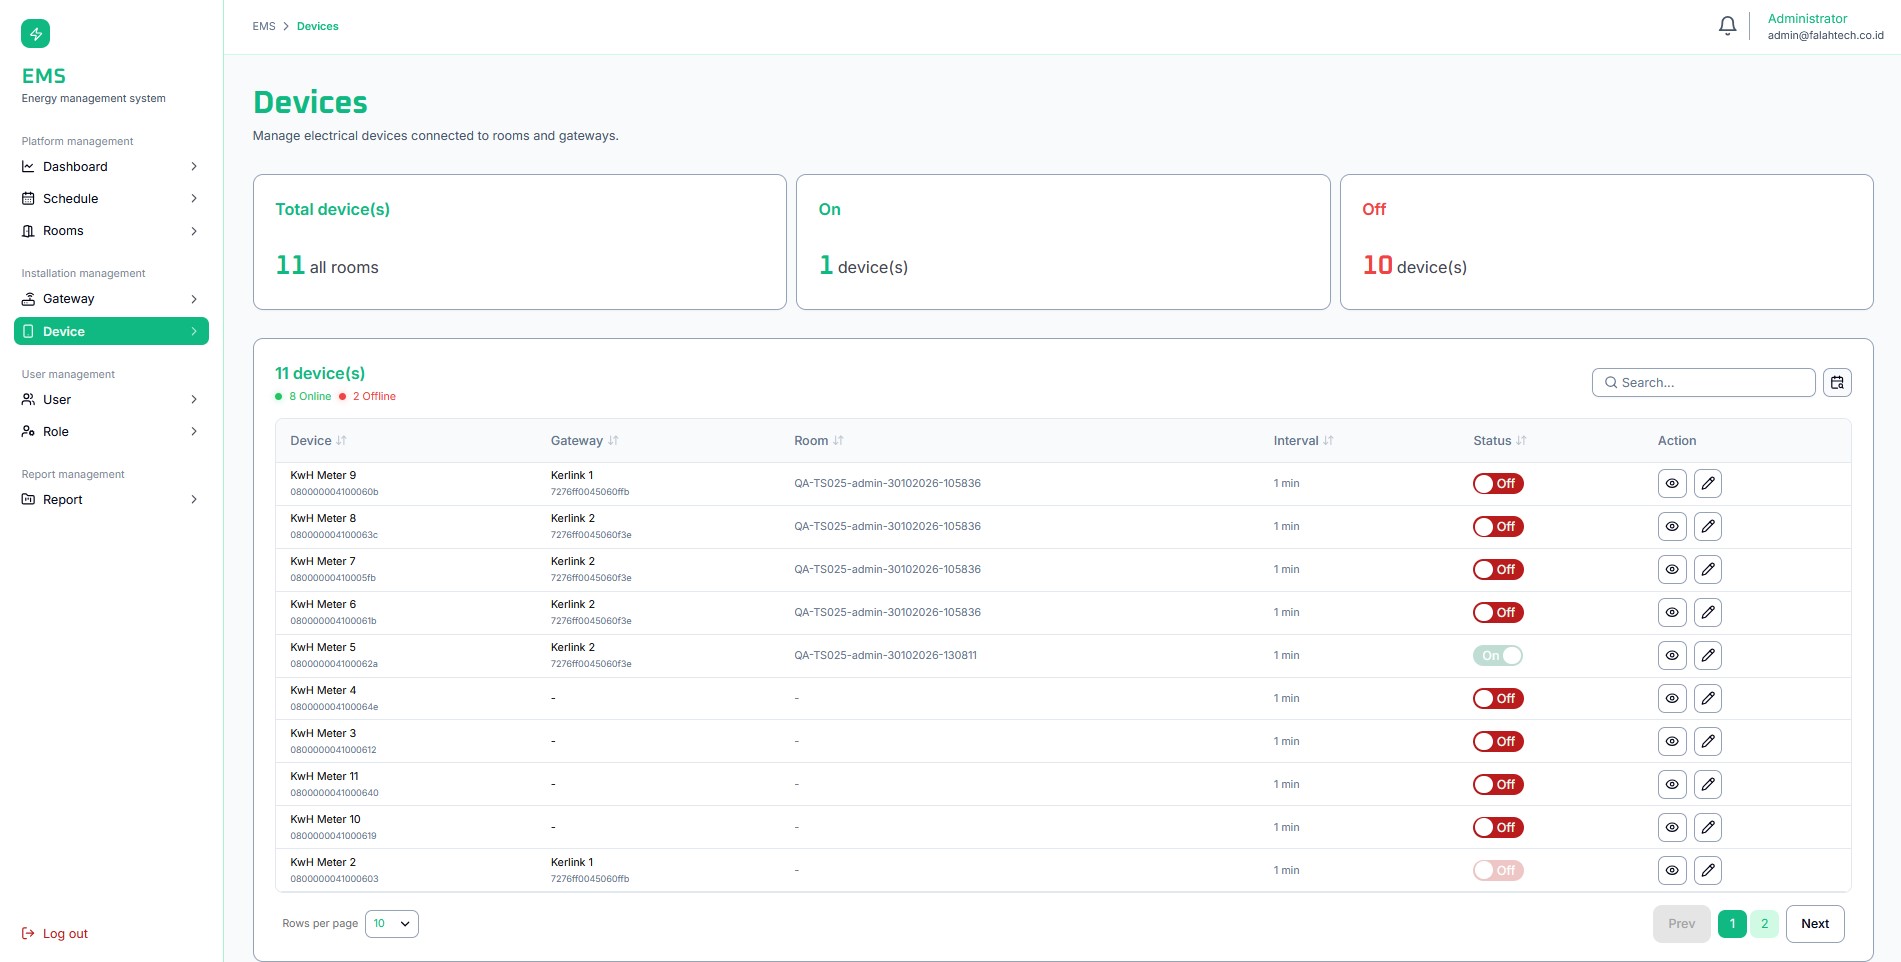 EMS
Energy management system
Platform management
Dashboard
Schedule
Rooms
Installation management
Gateway
Device
User management
User
Role
Report management
Report
Log out
EMS > Devices
Administrator
admin@falahtech.co.id
Devices
Manage electrical devices connected to rooms and gateways.
Total device(s)
11 all rooms
On
1 device(s)
Off
10 device(s)
11 device(s)
8 Online 2 Offline
Search...
Device Gateway Room Interval Status Action
KwH Meter 9 Kerlink 1
080000004100060b 7276ff0045060ffb QA-TS025-admin-30102026-105836 1 min Off
KwH Meter 8 Kerlink 2
080000004100063c 7276ff0045060f3e QA-TS025-admin-30102026-105836 1 min Off
KwH Meter 7 Kerlink 2
08000000410005fb 7276ff0045060f3e QA-TS025-admin-30102026-105836 1 min Off
KwH Meter 6 Kerlink 2
080000004100061b 7276ff0045060f3e QA-TS025-admin-30102026-105836 1 min Off
KwH Meter 5 Kerlink 2
080000004100062a 7276ff0045060f3e QA-TS025-admin-30102026-130811 1 min On
KwH Meter 4
080000004100064e - - 1 min Off
KwH Meter 3
0800000041000612 - - 1 min Off
KwH Meter 11
0800000041000640 - - 1 min Off
KwH Meter 10
0800000041000619 - - 1 min Off
KwH Meter 2 Kerlink 1
0800000041000603 7276ff0045060ffb - 1 min Off
Rows per page 10
Prev 1 2 Next